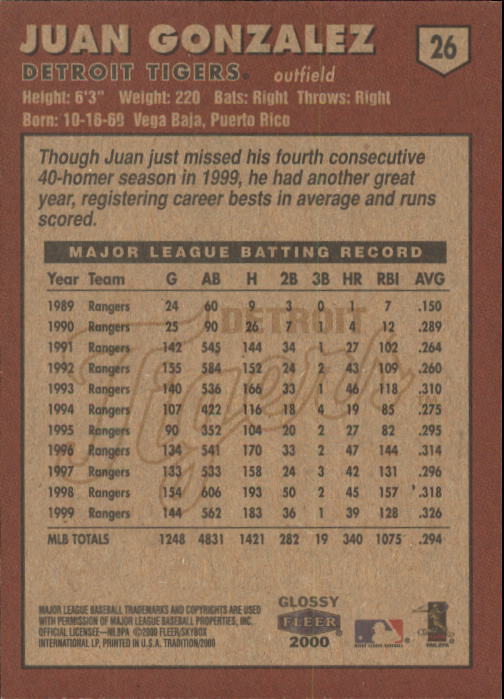 JUAN GONZALEZ
26
DETROIT TIGERS® outfield
Height: 6'3" Weight: 220 Bats: Right Throws: Right
Born: 10-16-69 Vega Baja, Puerto Rico
Though Juan just missed his fourth consecutive
40-homer season in 1999, he had another great
year, registering career bests in average and runs
scored.
MAJOR LEAGUE BATTING RECORD
Year Team G AB H 2B 3B HR RBI AVG
1989 Rangers 24 60 9 3 0 1 7 .150
1990 Rangers 25 90 26 7 1 4 12 .289
1991 Rangers 142 545 144 34 1 27 102 .264
1992 Rangers 155 584 152 24 2 43 109 .260
1993 Rangers 140 536 166 33 1 46 118 .310
1994 Rangers 107 422 116 18 4 19 85 .275
1995 Rangers 90 352 104 20 2 27 82 .295
1996 Rangers 134 541 170 33 2 47 144 .314
1997 Rangers 133 533 158 24 3 42 131 .296
1998 Rangers 154 606 193 50 2 45 157 .318
1999 Rangers 144 562 183 36 1 39 128 .326
MLB TOTALS 1248 4831 1421 282 19 340 1075 .294
DETROIT
Tigers™
MAJOR LEAGUE BASEBALL TRADEMARKS AND COPYRIGHTS ARE USED
WITH PERMISSION OF MAJOR LEAGUE BASEBALL PROPERTIES, INC.
OFFICIAL LICENSEE—MLBPA ©2000 FLEER/SKYBOX
INTERNATIONAL LP, PRINTED IN U.S.A. TRADITION/2000
GLOSSY
FLEER
2000